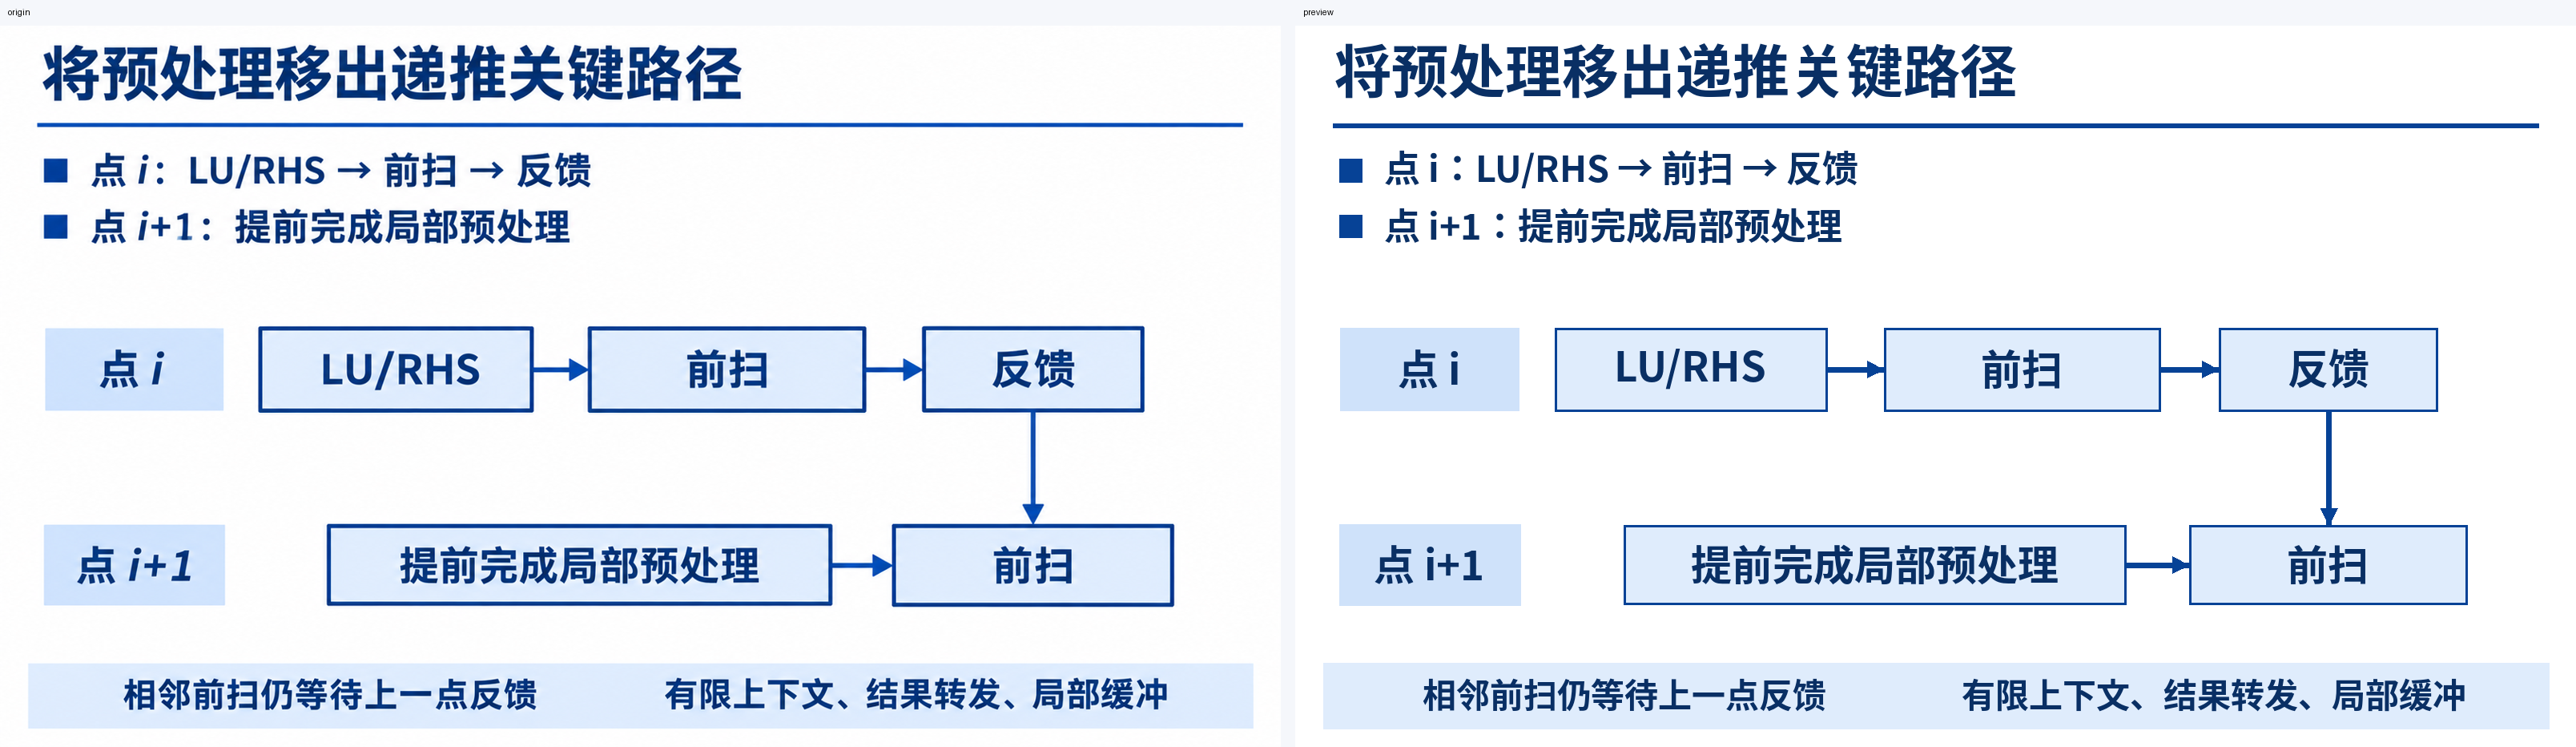 origin
将预处理移出递推关键路径
点 i：LU/RHS → 前扫 → 反馈
点 i+1：提前完成局部预处理
点 i
LU/RHS
前扫
反馈
点 i+1
提前完成局部预处理
前扫
相邻前扫仍等待上一点反馈
有限上下文、结果转发、局部缓冲
preview
将预处理移出递推关键路径
点 i：LU/RHS → 前扫 → 反馈
点 i+1：提前完成局部预处理
点 i
LU/RHS
前扫
反馈
点 i+1
提前完成局部预处理
前扫
相邻前扫仍等待上一点反馈
有限上下文、结果转发、局部缓冲